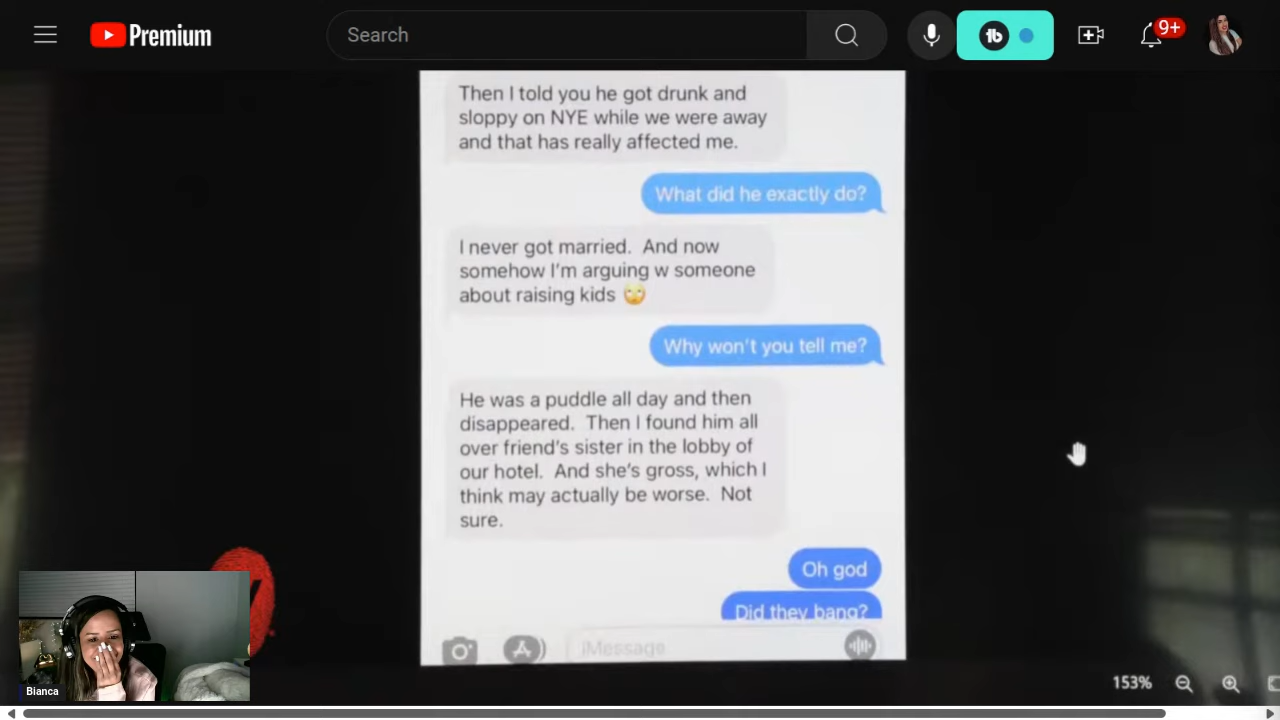 Premium
Search
9+
Then I told you he got drunk and
sloppy on NYE while we were away
and that has really affected me.
What did he exactly do?
I never got married. And now
somehow I'm arguing w someone
about raising kids 🙄
Why won't you tell me?
He was a puddle all day and then
disappeared. Then I found him all
over friend's sister in the lobby of
our hotel. And she's gross, which I
think may actually be worse. Not
sure.
Oh god
Did they bang?
iMessage
Bianca
153%